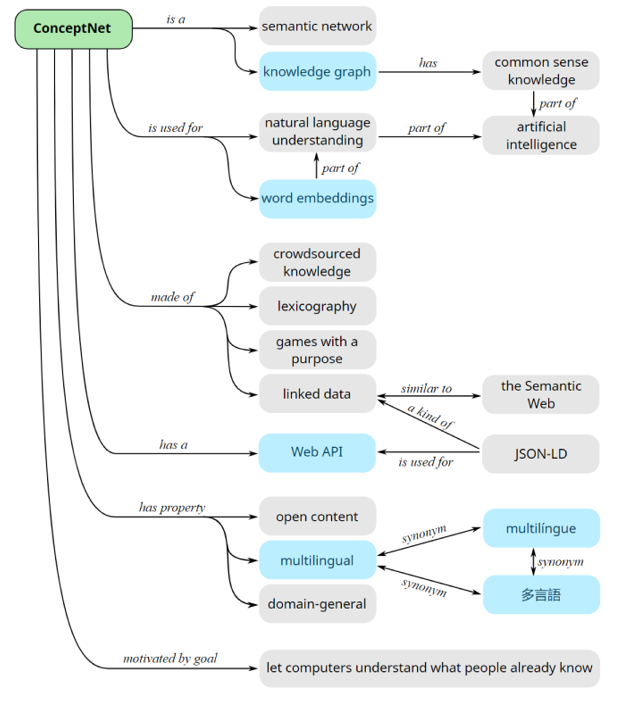 ConceptNet
is a
semantic network
knowledge graph
has
common sense
knowledge
part of
is used for
natural language
understanding
part of
artificial
intelligence
part of
word embeddings
made of
crowdsourced
knowledge
lexicography
games with a
purpose
linked data
similar to
the Semantic
Web
a kind of
has a
Web API
is used for
JSON-LD
has property
open content
multilingual
synonym
multilíngue
synonym
synonym
多言語
domain-general
motivated by goal
let computers understand what people already know